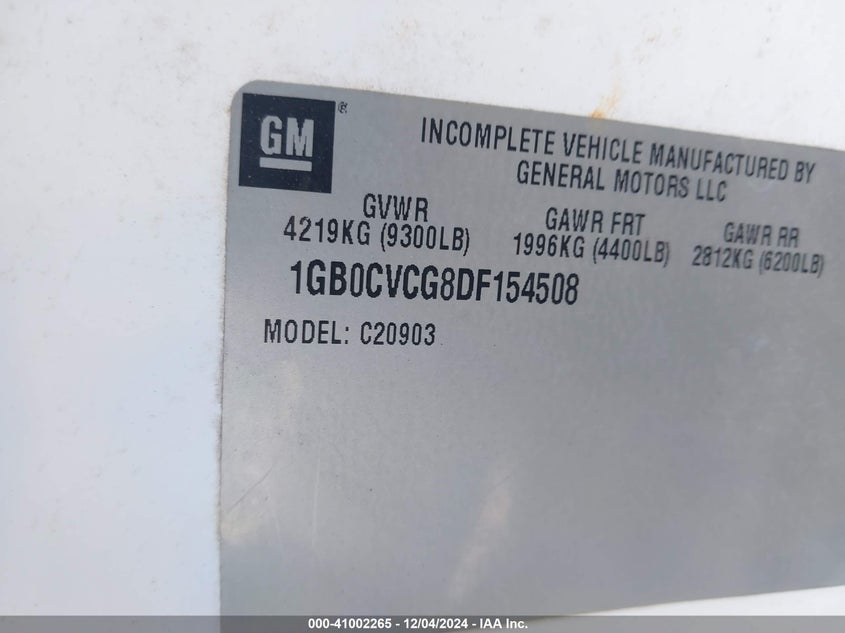 GM ®
INCOMPLETE VEHICLE MANUFACTURED BY
GENERAL MOTORS LLC
GVWR
4219KG (9300LB)
GAWR FRT
1996KG (4400LB)
GAWR RR
2812KG (6200LB)
1GB0CVCG8DF154508
MODEL: C20903
000-41002265 - 12/04/2024 - IAA Inc.